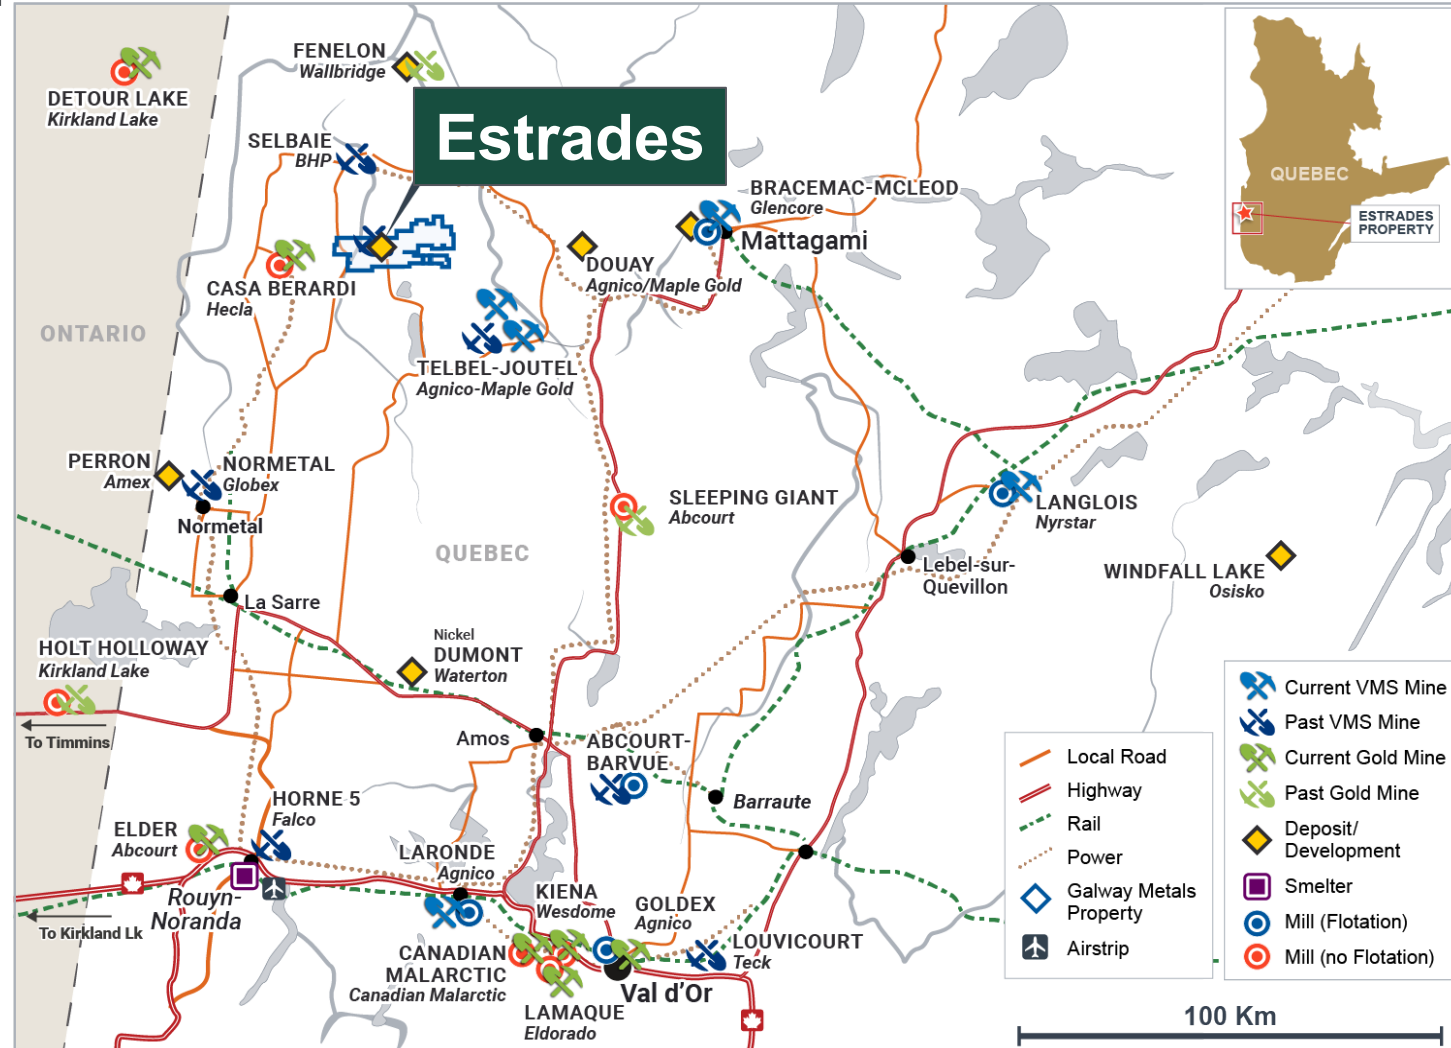 DETOUR LAKE
Kirkland Lake
FENELON
Wallbridge
Estrades
SELBAIE
BHP
BRACEMAC-MCLEOD
Glencore
Mattagami
QUEBEC
ESTRADES
PROPERTY
DOUAY
Agnico/Maple Gold
CASA BERARDI
Hecla
ONTARIO
TELBEL-JOUTEL
Agnico-Maple Gold
PERRON
Amex
NORMETAL
Globex
Normetal
SLEEPING GIANT
Abcourt
LANGLOIS
Nyrstar
QUEBEC
Lebel-sur-
Quevillon
WINDFALL LAKE
Osisko
La Sarre
HOLT HOLLOWAY
Kirkland Lake
Nickel
DUMONT
Waterton
To Timmins
Amos
ABCOURT-
BARVUE
Barraute
HORNE 5
Falco
ELDER
Abcourt
LARONDE
Agnico
Rouyn-
Noranda
To Kirkland Lk
KIENA
Wesdome
GOLDEX
Agnico
LOUVICOURT
Teck
CANADIAN
MALARCTIC
Canadian Malarctic
Val d'Or
LAMAQUE
Eldorado
Local Road
Highway
Rail
Power
Galway Metals
Property
Airstrip
Current VMS Mine
Past VMS Mine
Current Gold Mine
Past Gold Mine
Deposit/
Development
Smelter
Mill (Flotation)
Mill (no Flotation)
100 Km